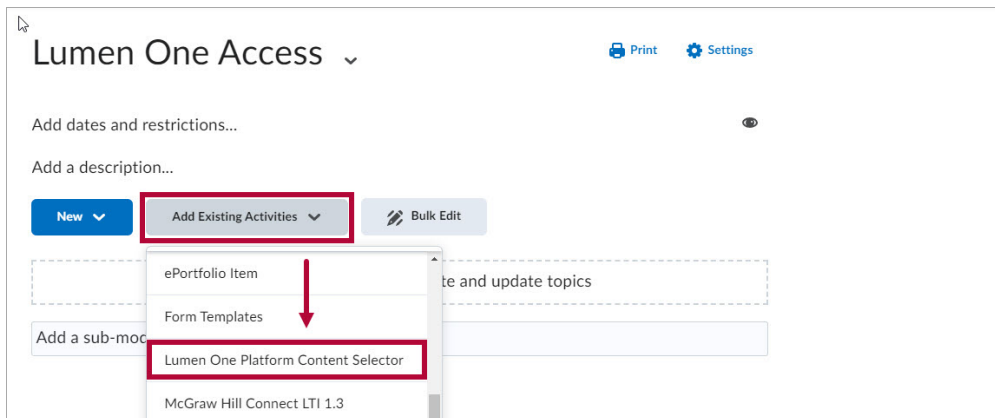 Lumen One Access
Print
Settings
Add dates and restrictions...
Add a description...
New
Add Existing Activities
Bulk Edit
ePortfolio Item
te and update topics
Form Templates
Add a sub-mod
Lumen One Platform Content Selector
McGraw Hill Connect LTI 1.3